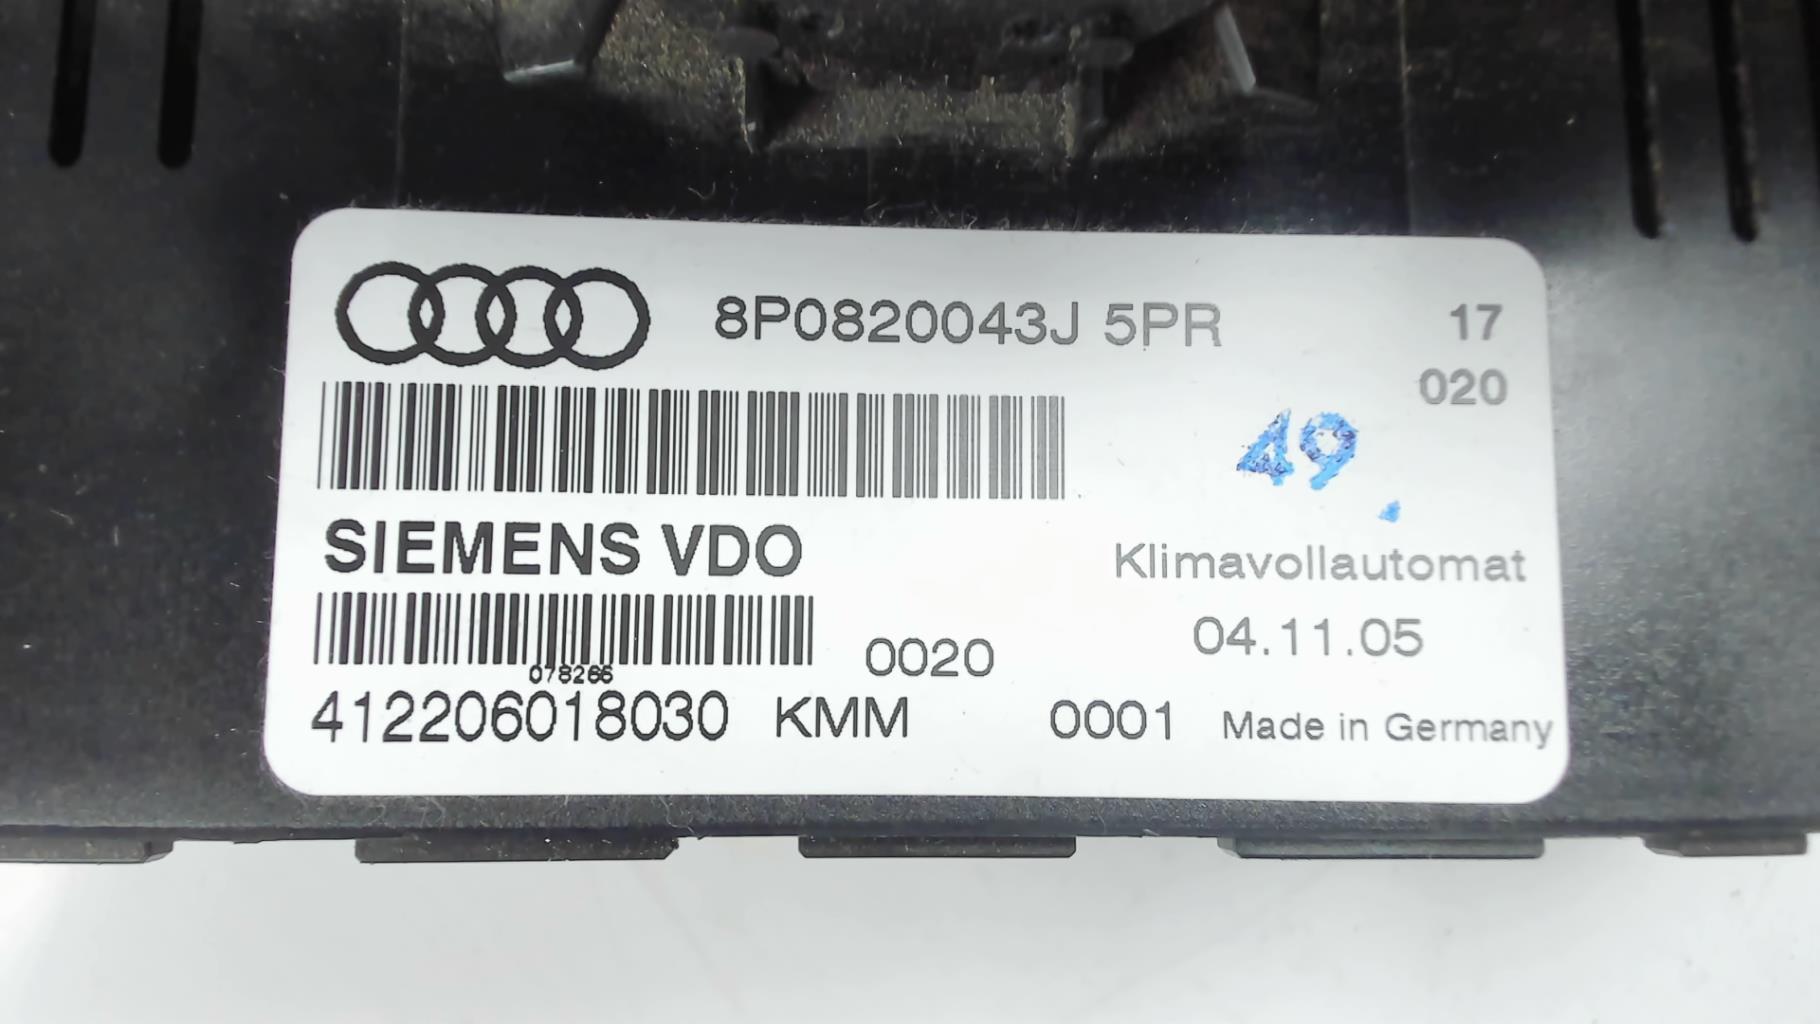 8P0820043J 5PR 17
020
49.
SIEMENS VDO
Klimavollautomat
04.11.05
0020
078266
412206018030 KMM 0001 Made in Germany